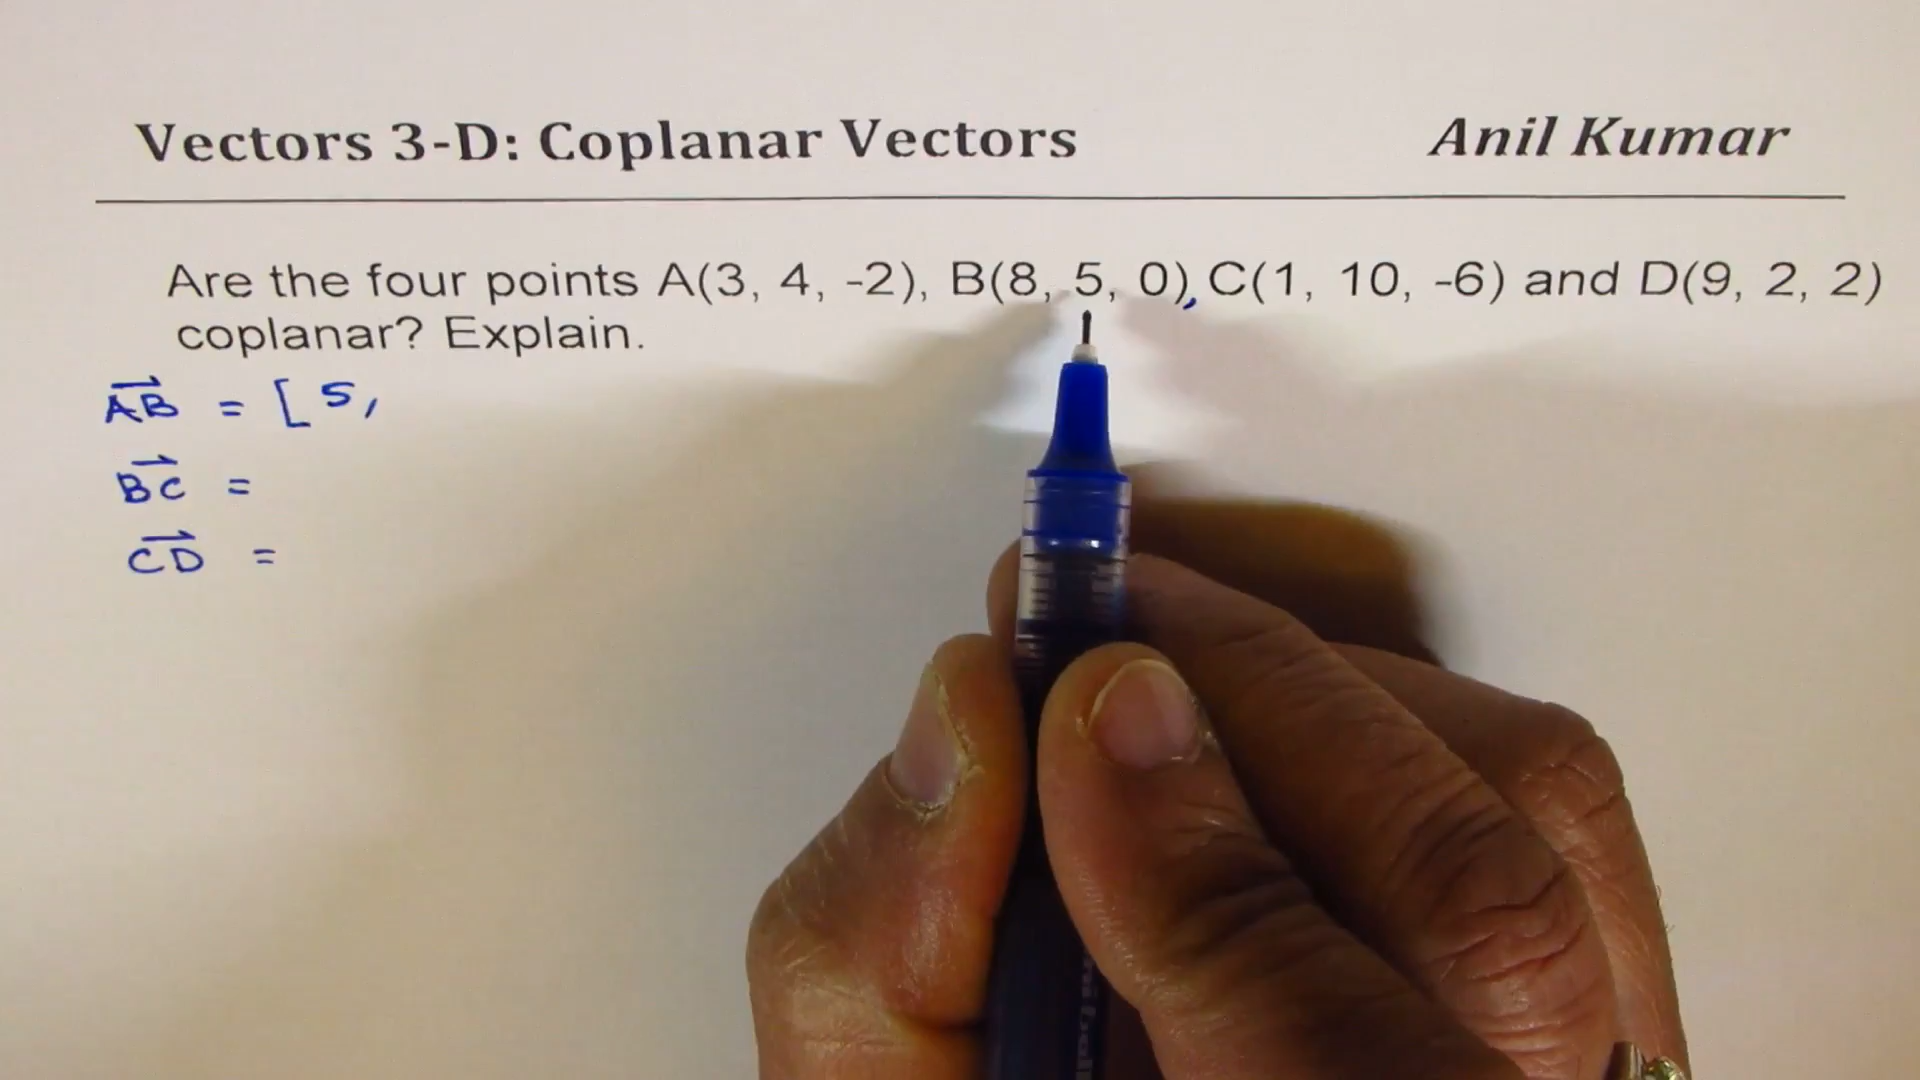 Vectors 3-D: Coplanar Vectors Anil Kumar
Are the four points A(3, 4, -2), B(8, 5, 0), C(1, 10, -6) and D(9, 2, 2)
coplanar? Explain.
AB = [ 5,
BC =
CD =